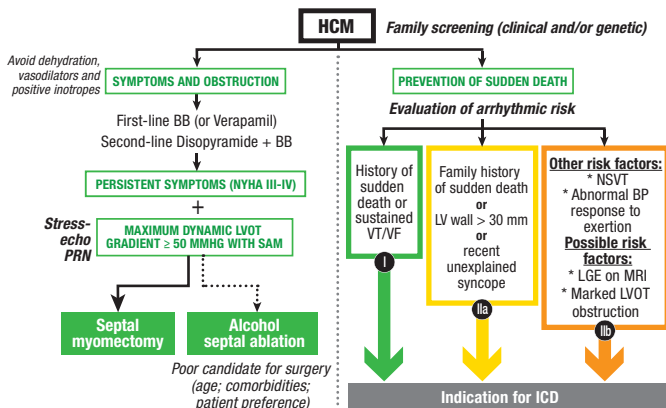 HCM
Family screening (clinical and/or genetic)
Avoid dehydration,
vasodilators and
positive inotropes
SYMPTOMS AND OBSTRUCTION
First-line BB (or Verapamil)
Second-line Disopyramide + BB
PERSISTENT SYMPTOMS (NYHA III-IV)
+
Stress-
echo
PRN
MAXIMUM DYNAMIC LVOT
GRADIENT ≥ 50 MMHG WITH SAM
Septal
myomectomy
Alcohol
septal ablation
Poor candidate for surgery
(age; comorbidities;
patient preference)
PREVENTION OF SUDDEN DEATH
Evaluation of arrhythmic risk
History of
sudden
death or
sustained
VT/VF
I
Family history
of sudden death
or
LV wall > 30 mm
or
recent
unexplained
syncope
IIa
Other risk factors:
* NSVT
* Abnormal BP
response to
exertion
Possible risk
factors:
* LGE on MRI
* Marked LVOT
obstruction
IIb
Indication for ICD